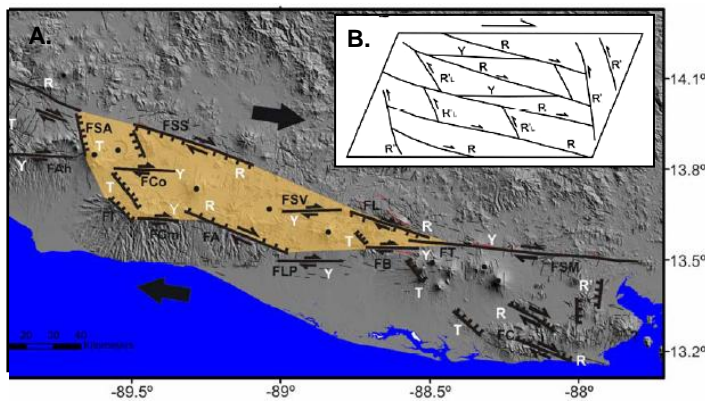 A.
B.
R
FSA
FSS
T
T
R
Y
FAh
FCo
Y
T
Y
R
FSV
FL
Y
R
FA
T
FB
Y
Y
FT
FSM
FLP
Y
T
R
R'
T
FC
R
Y
R
R'L
R
Y
R'
R'L
R'L
R
R'
R
14.1°
13.8°
13.5°
13.2°
-89.5°
-89°
-88.5°
-88°